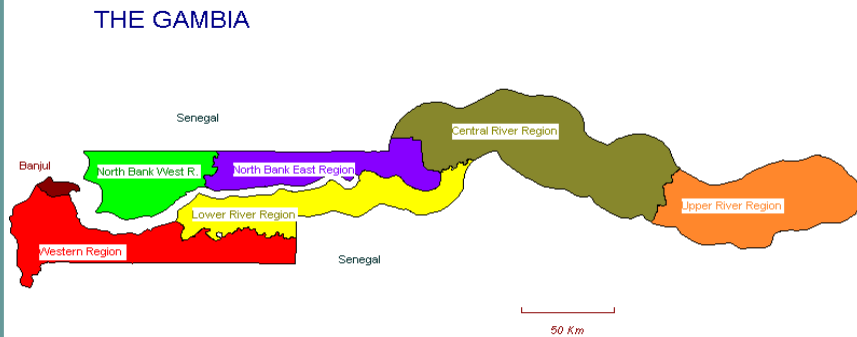 THE GAMBIA
Senegal
Central River Region
Banjul
North Bank West R.
North Bank East Region
Upper River Region
Lower River Region
Western Region
Senegal
50 Km